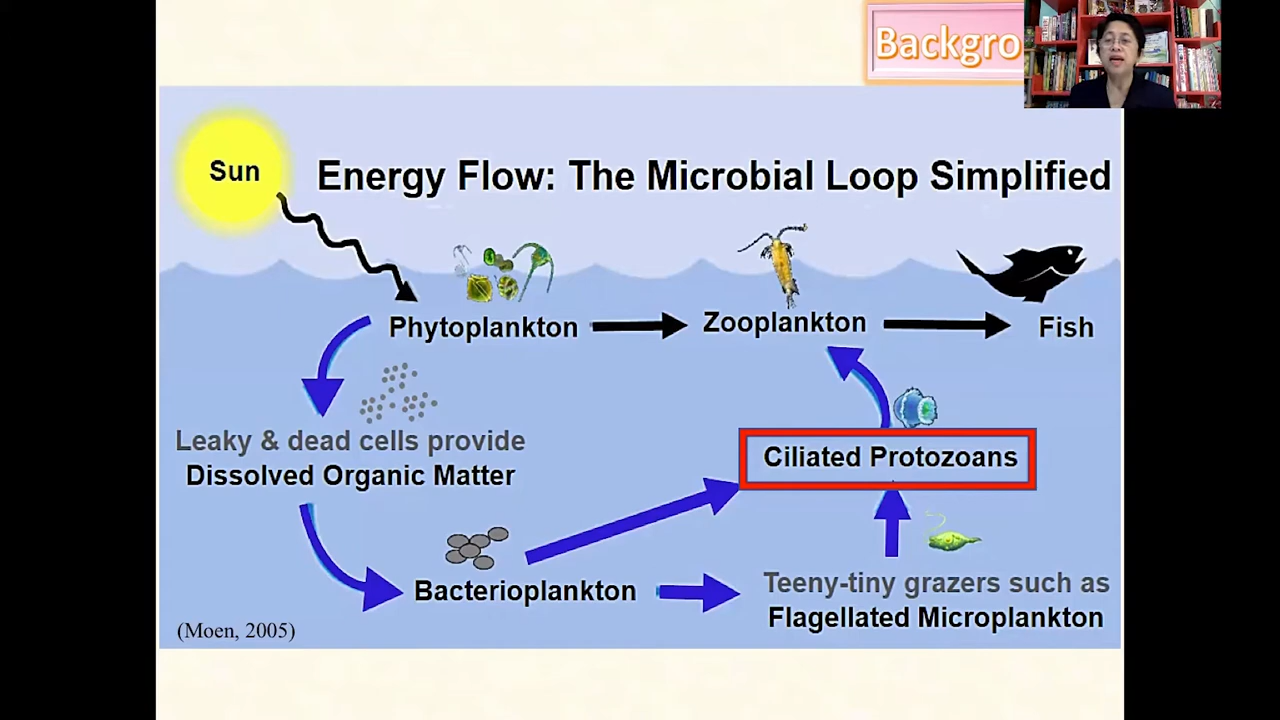 Backgro
Sun
Energy Flow: The Microbial Loop Simplified
Phytoplankton
Zooplankton
Fish
Leaky & dead cells provide
Dissolved Organic Matter
Ciliated Protozoans
Bacterioplankton
Teeny-tiny grazers such as
Flagellated Microplankton
(Moen, 2005)